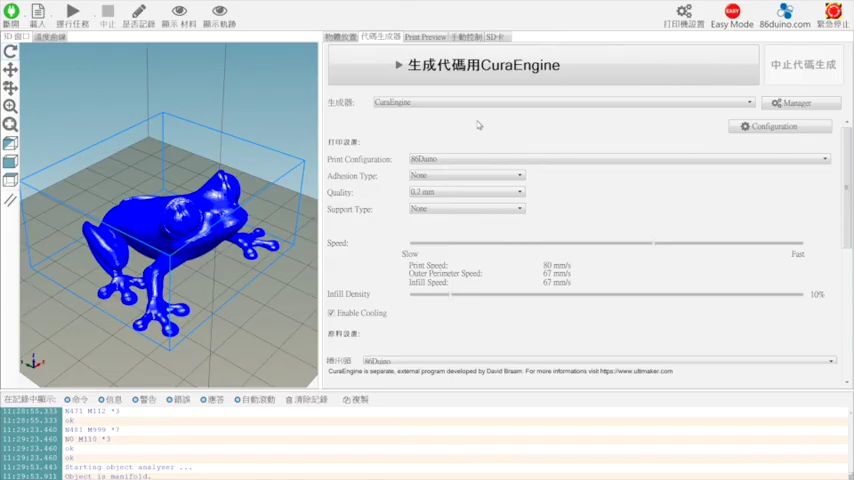 斷開 載入 運行任務 中止 是否記錄 顯示 材料 顯示軌跡 打印機設置 Easy Mode 86duino.com 緊急停止
3D 窗口 溫度曲線 物體放置 代碼生成器 Print Preview 手動控制 SD卡
生成代碼用CuraEngine 中止代碼生成
生成器: CuraEngine Manager
Configuration
打印設置:
Print Configuration: 86Duino
Adhesion Type: None
Quality: 0.2 mm
Support Type: None
Speed:
Slow Fast
Print Speed: 80 mm/s
Outer Perimeter Speed: 67 mm/s
Infill Speed: 67 mm/s
Infill Density 10%
Enable Cooling
86Duino
CuraEngine is separate, external program developed by David Braam. For more informations visit https://www.ultimaker.com
在記錄中顯示: 命令 信息 警告 錯誤 應答 自動滾動 清除記錄 複製
11:28:55.333 N471 M112 *3
11:28:55.333 ok
11:29:23.460 N481 M999 *7
11:29:23.460 N0 M110 *3
11:29:23.460 ok
11:29:23.460 ok
11:29:53.443 Starting object analyser ...
11:29:53.911 Object is manifold.